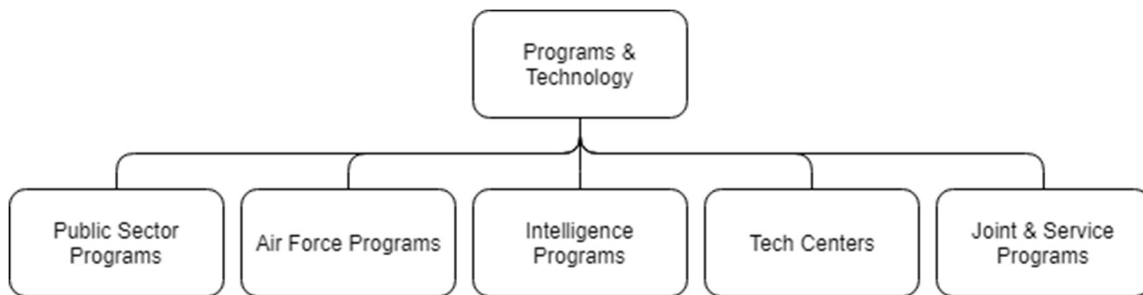 Programs &
Technology
Public Sector
Programs
Air Force Programs
Intelligence
Programs
Tech Centers
Joint & Service
Programs